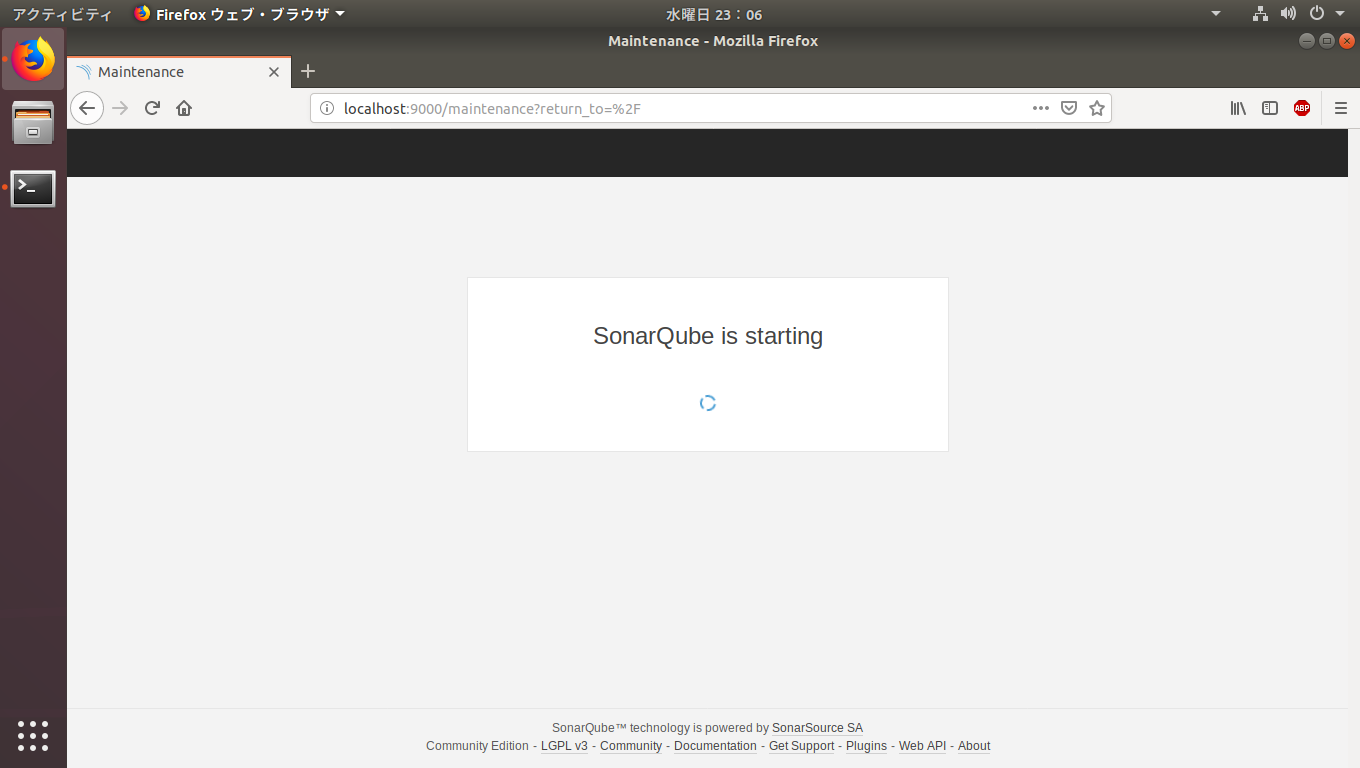 アクティビティ Firefox ウェブ・ブラウザ 水曜日 23：06
Maintenance - Mozilla Firefox
Maintenance
localhost:9000/maintenance?return_to=%2F
ABP
SonarQube is starting
SonarQube™ technology is powered by SonarSource SA
Community Edition - LGPL v3 - Community - Documentation - Get Support - Plugins - Web API - About